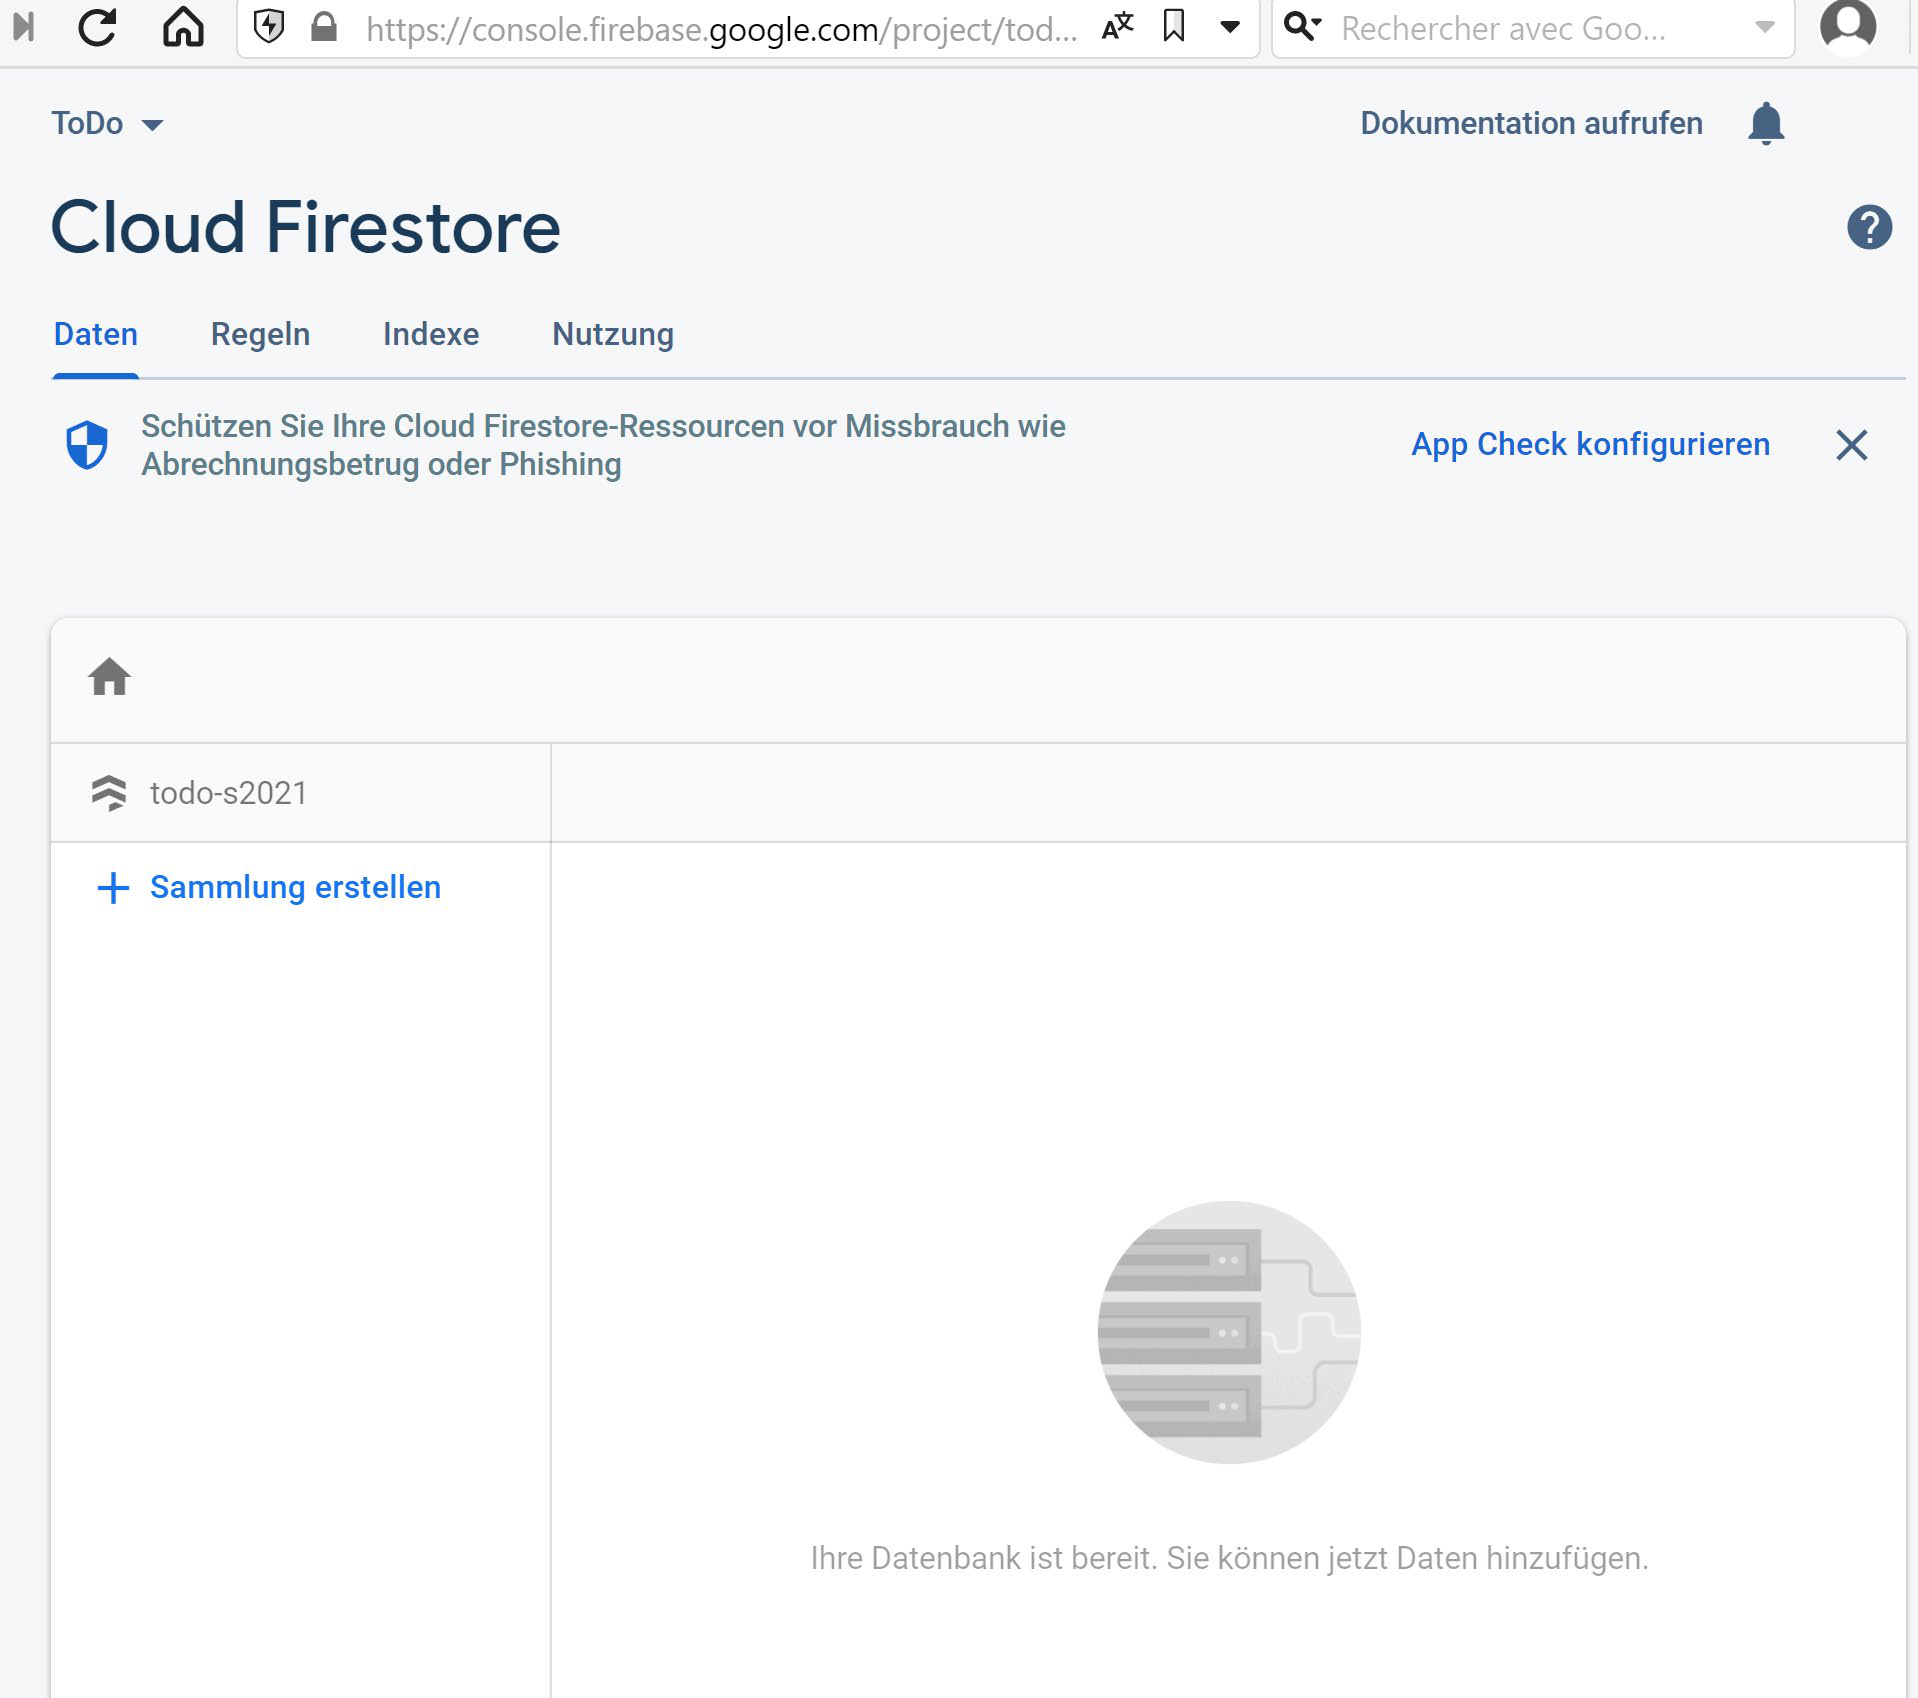 https://console.firebase.google.com/project/tod...
Rechercher avec Goo...
ToDo
Dokumentation aufrufen
Cloud Firestore
Daten Regeln Indexe Nutzung
Schützen Sie Ihre Cloud Firestore-Ressourcen vor Missbrauch wie
Abrechnungsbetrug oder Phishing
App Check konfigurieren
todo-s2021
+ Sammlung erstellen
Ihre Datenbank ist bereit. Sie können jetzt Daten hinzufügen.